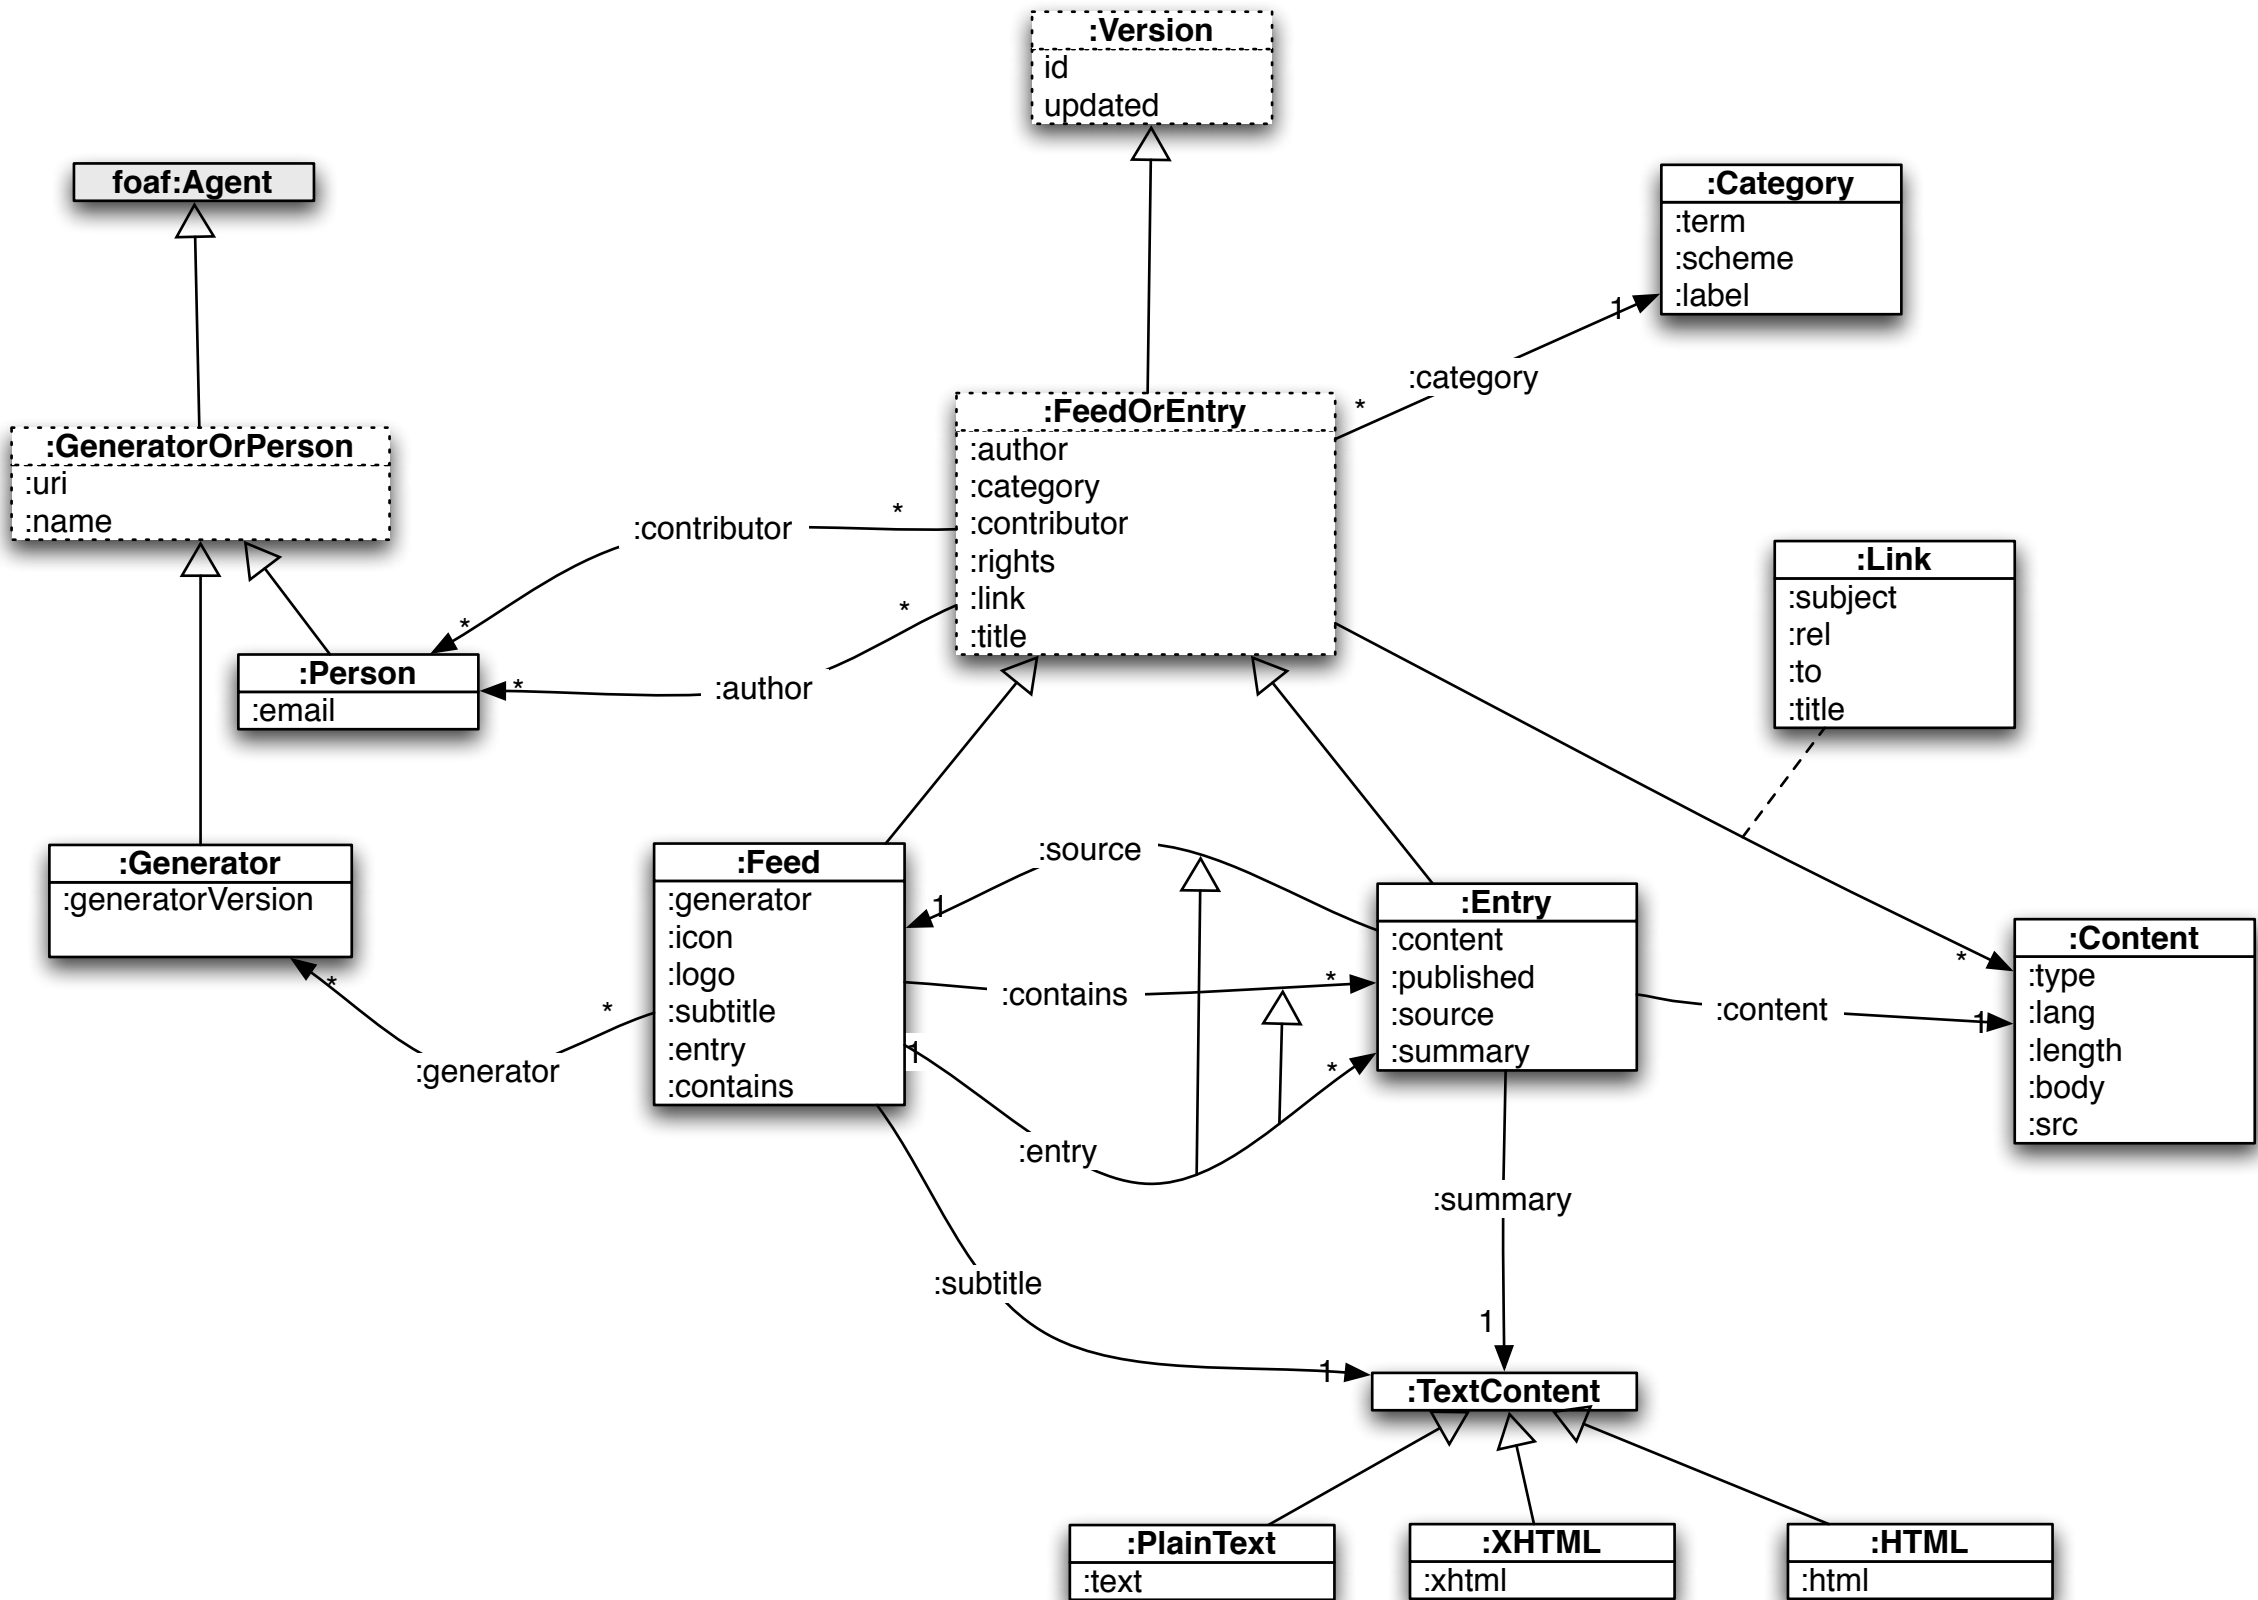 :Version
id
updated
foaf:Agent
:Category
:term
:scheme
:label
1
:category
*
:FeedOrEntry
:author
:category
:contributor
:rights
:link
:title
:GeneratorOrPerson
:uri
:name
:contributor
*
*
:Link
:subject
:rel
:to
:title
*
:author
*
:Person
:email
:Generator
:generatorVersion
:Feed
:generator
:icon
:logo
:subtitle
:entry
:contains
:source
1
:contains
*
:Entry
:content
:published
:source
:summary
:Content
:type
:lang
:length
:body
:src
*
:content
1
*
*
:generator
1
:entry
*
:summary
1
:subtitle
1
:TextContent
:PlainText
:text
:XHTML
:xhtml
:HTML
:html